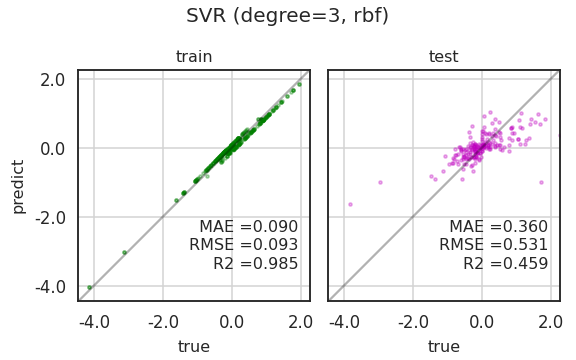 SVR (degree=3, rbf)
train
test
2.0
0.0
-2.0
-4.0
predict
MAE =0.090
RMSE =0.093
R2 =0.985
MAE =0.360
RMSE =0.531
R2 =0.459
-4.0 -2.0 0.0 2.0
-4.0 -2.0 0.0 2.0
true
true